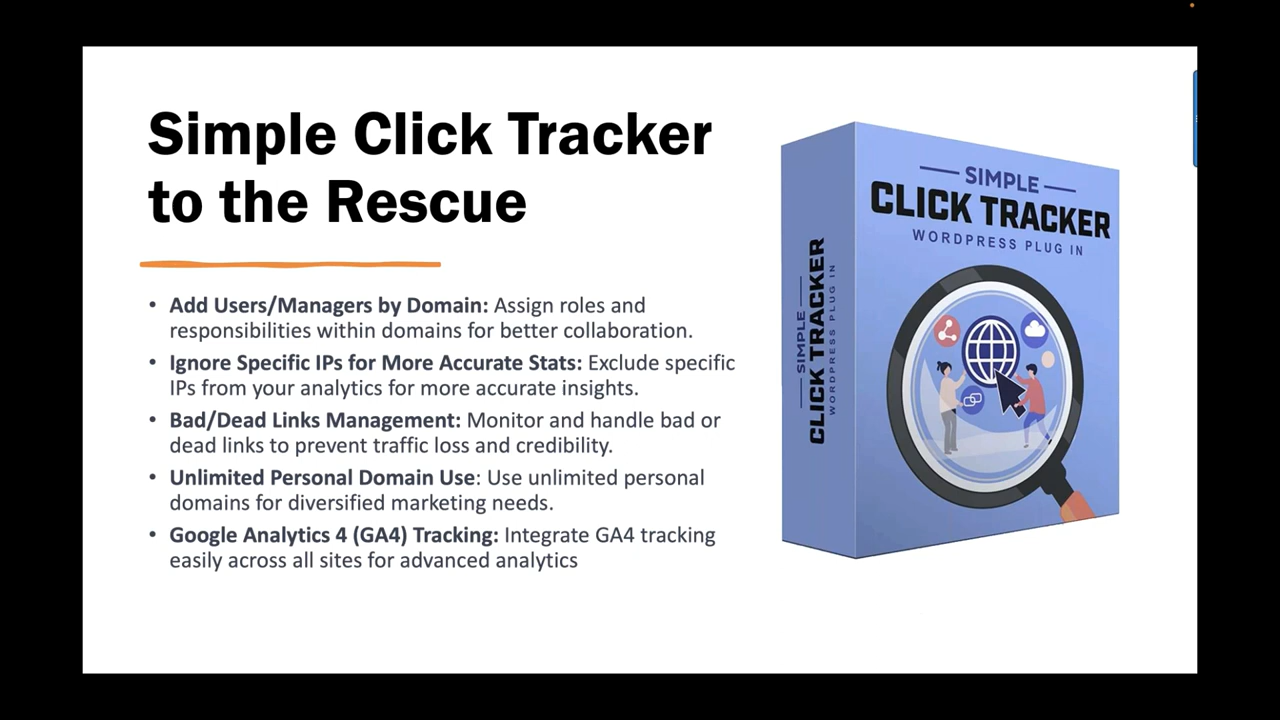 Simple Click Tracker
to the Rescue
• Add Users/Managers by Domain: Assign roles and
responsibilities within domains for better collaboration.
• Ignore Specific IPs for More Accurate Stats: Exclude specific
IPs from your analytics for more accurate insights.
• Bad/Dead Links Management: Monitor and handle bad or
dead links to prevent traffic loss and credibility.
• Unlimited Personal Domain Use: Use unlimited personal
domains for diversified marketing needs.
• Google Analytics 4 (GA4) Tracking: Integrate GA4 tracking
easily across all sites for advanced analytics
SIMPLE
CLICK TRACKER
WORDPRESS PLUG IN
SIMPLE
CLICK TRACKER
WORDPRESS PLUG IN